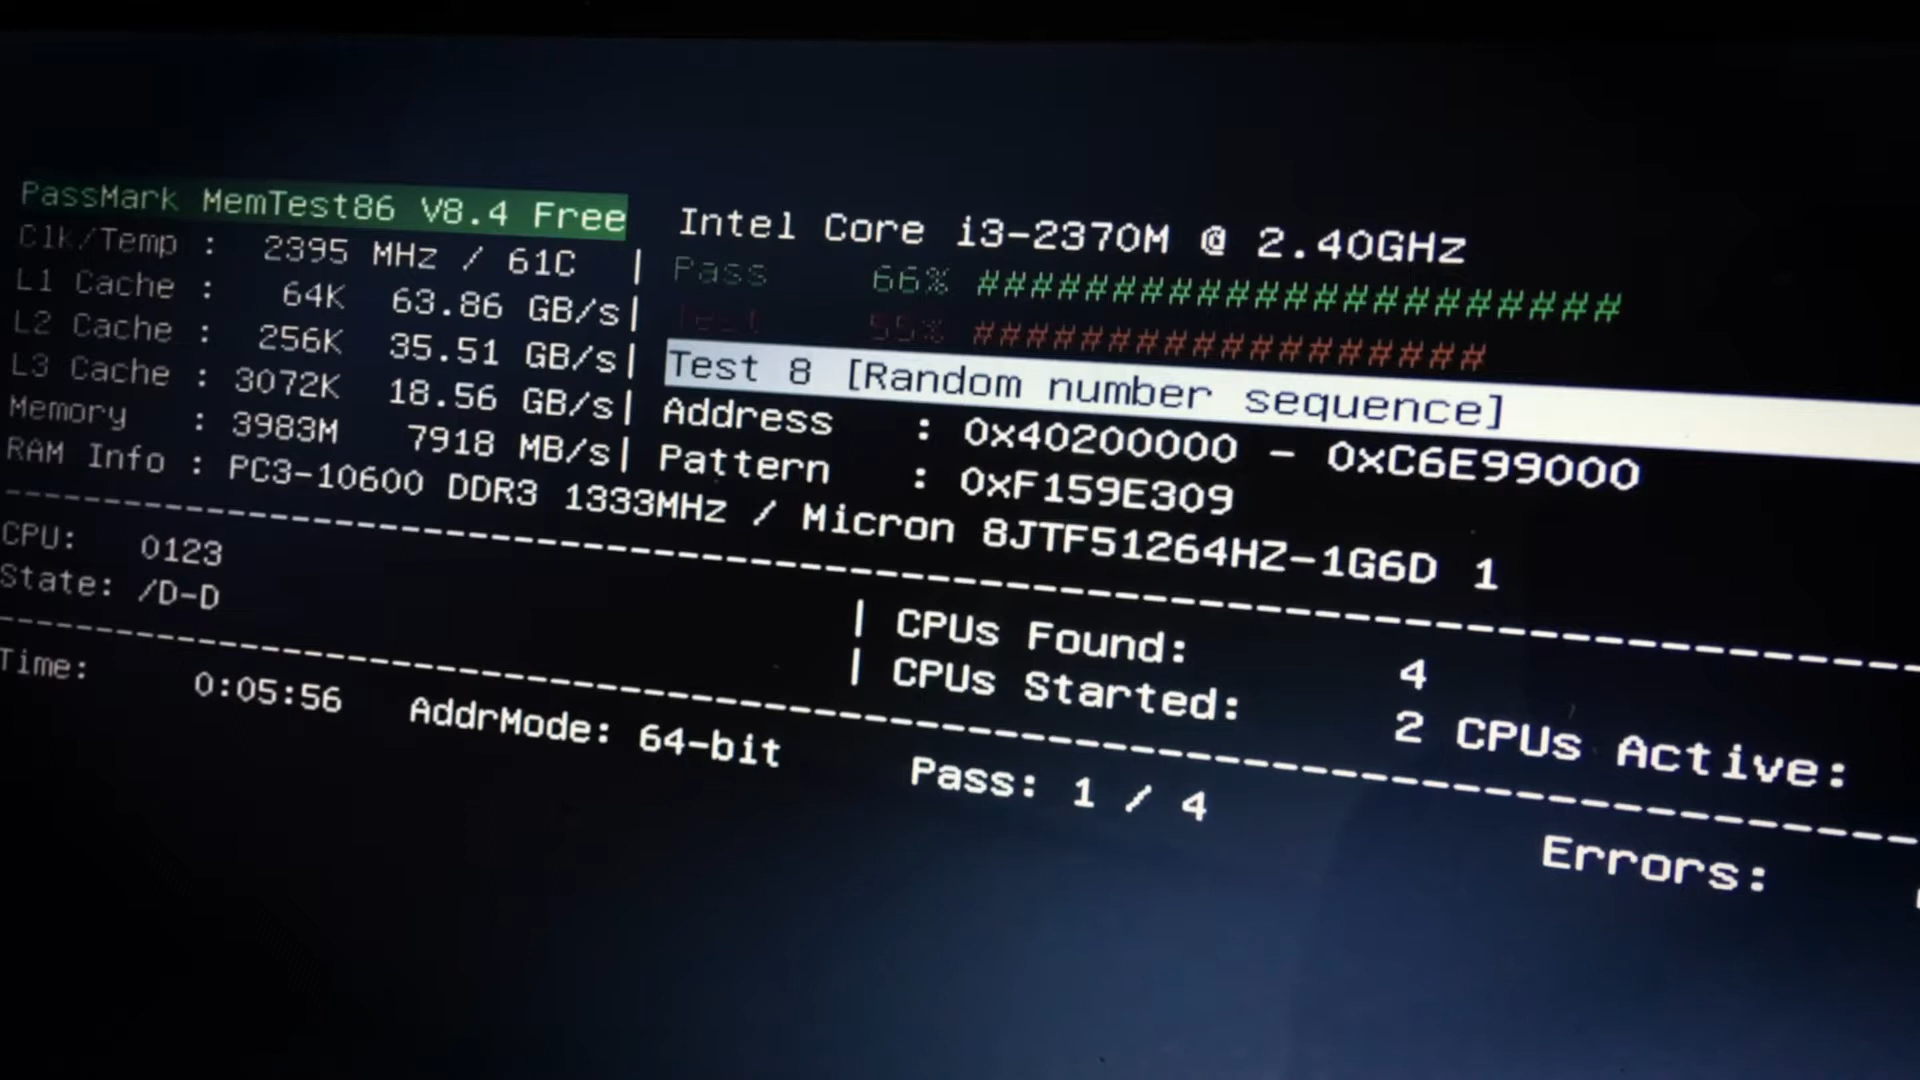 PassMark MemTest86 V8.4 Free Intel Core i3-2370M @ 2.40GHz
Clk/Temp : 2395 MHz / 61C | Pass 66% ########################
L1 Cache : 64K 63.86 GB/s| Test 55% ###################
L2 Cache : 256K 35.51 GB/s| Test 8 [Random number sequence]
L3 Cache : 3072K 18.56 GB/s| Address : 0x40200000 - 0xC6E99000
Memory : 3983M 7918 MB/s| Pattern : 0xF159E309
RAM Info : PC3-10600 DDR3 1333MHz / Micron 8JTF51264HZ-1G6D 1
CPU: 0123 | CPUs Found: 4
State: /D-D | CPUs Started: 2 CPUs Active:
Time: 0:05:56 AddrMode: 64-bit Pass: 1 / 4 Errors: